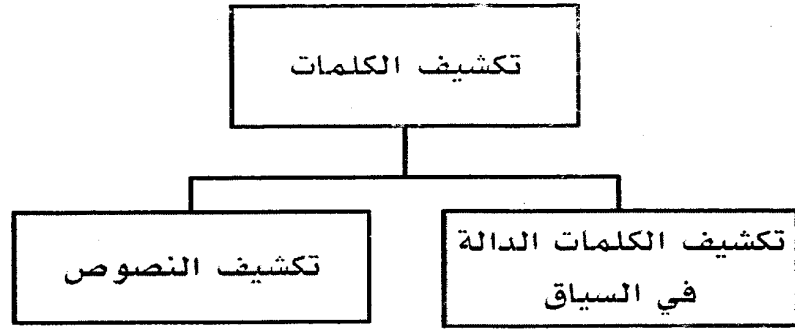 تكشيف الكلمات
تكشيف الكلمات الدالة
في السياق
تكشيف النصوص